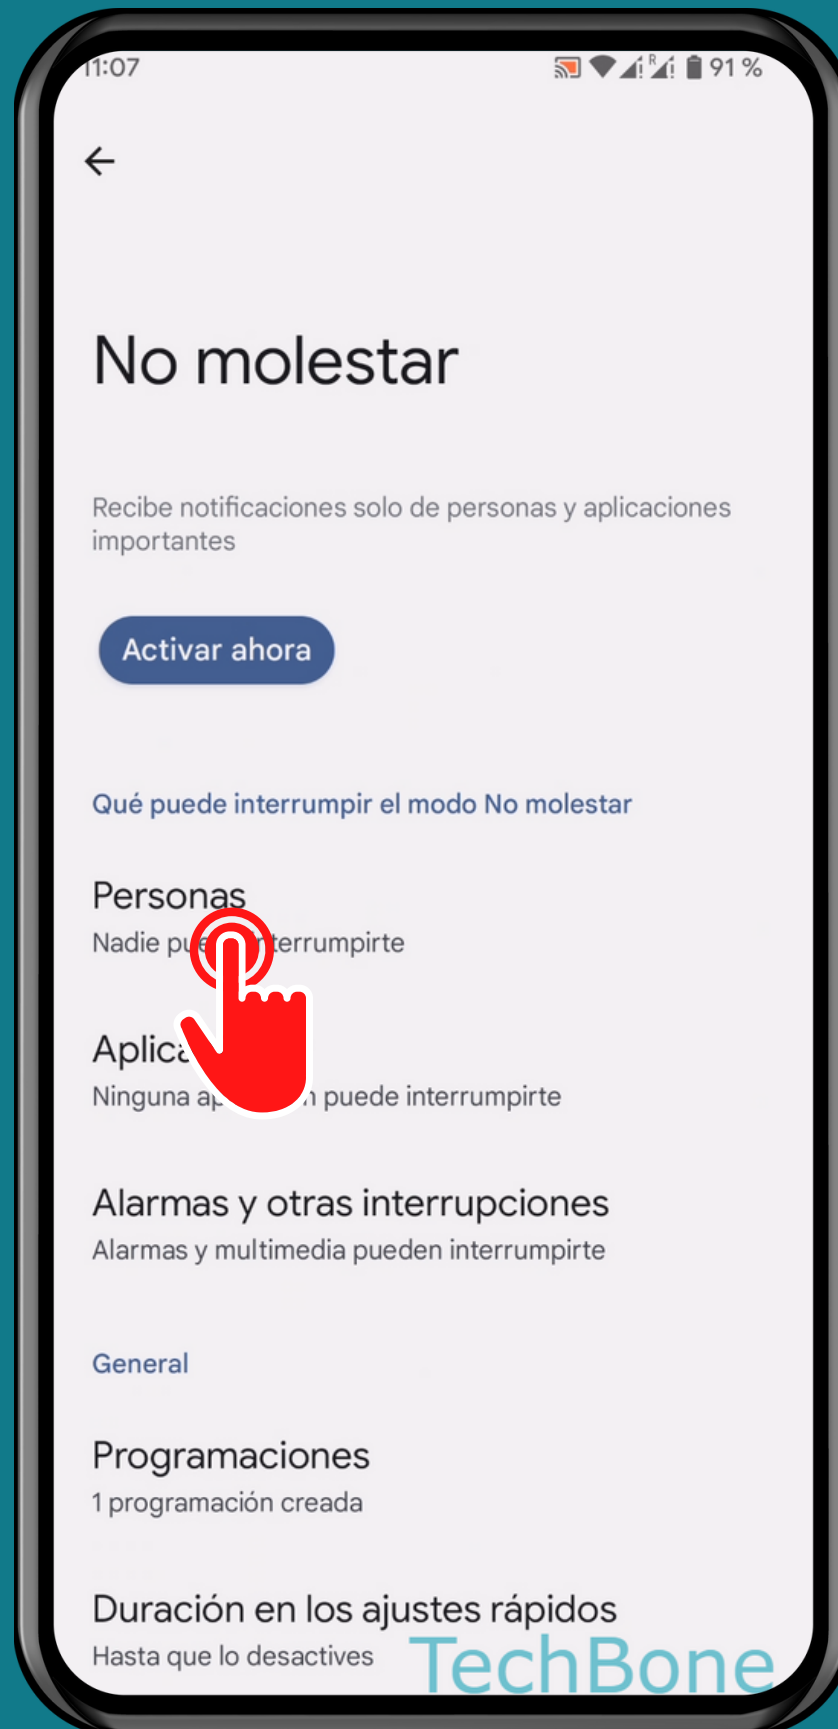 11:07
R
91 %
No molestar
Recibe notificaciones solo de personas y aplicaciones
importantes
Activar ahora
Qué puede interrumpir el modo No molestar
Personas
Nadie interrumpirte
Ninguna puede interrumpirte
Alarmas y otras interrupciones
Alarmas y multimedia pueden interrumpirte
General
Programaciones
1 programación creada
Duración en los ajustes rápidos
Hasta que lo desactives
TechBone